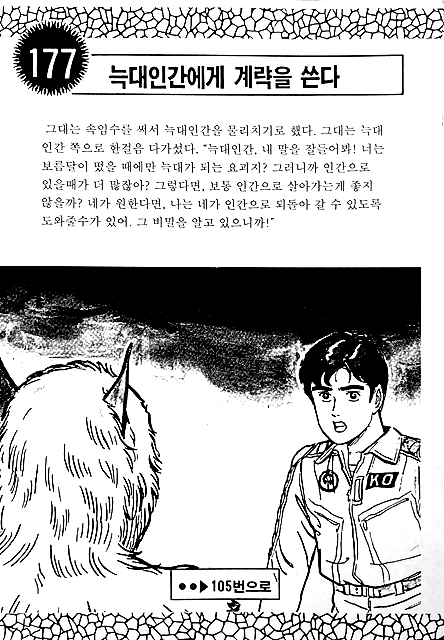 177
늑대인간에게 계략을 쓴다
그대는 속임수를 써서 늑대인간을 물리치기로 했다. 그대는 늑대
인간 쪽으로 한걸음 다가섰다. "늑대인간, 내 말을 잘들어봐! 너는
보름달이 떴을 때에만 늑대가 되는 요괴지? 그러니까 인간으로
있을때가 더 많잖아? 그렇다면, 보통 인간으로 살아가는게 좋지
않을까? 네가 원한다면, 나는 네가 인간으로 되돌아 갈 수 있도록
도와줄수가 있어. 그 비밀을 알고 있으니까!"
KO
●●▶105번으로